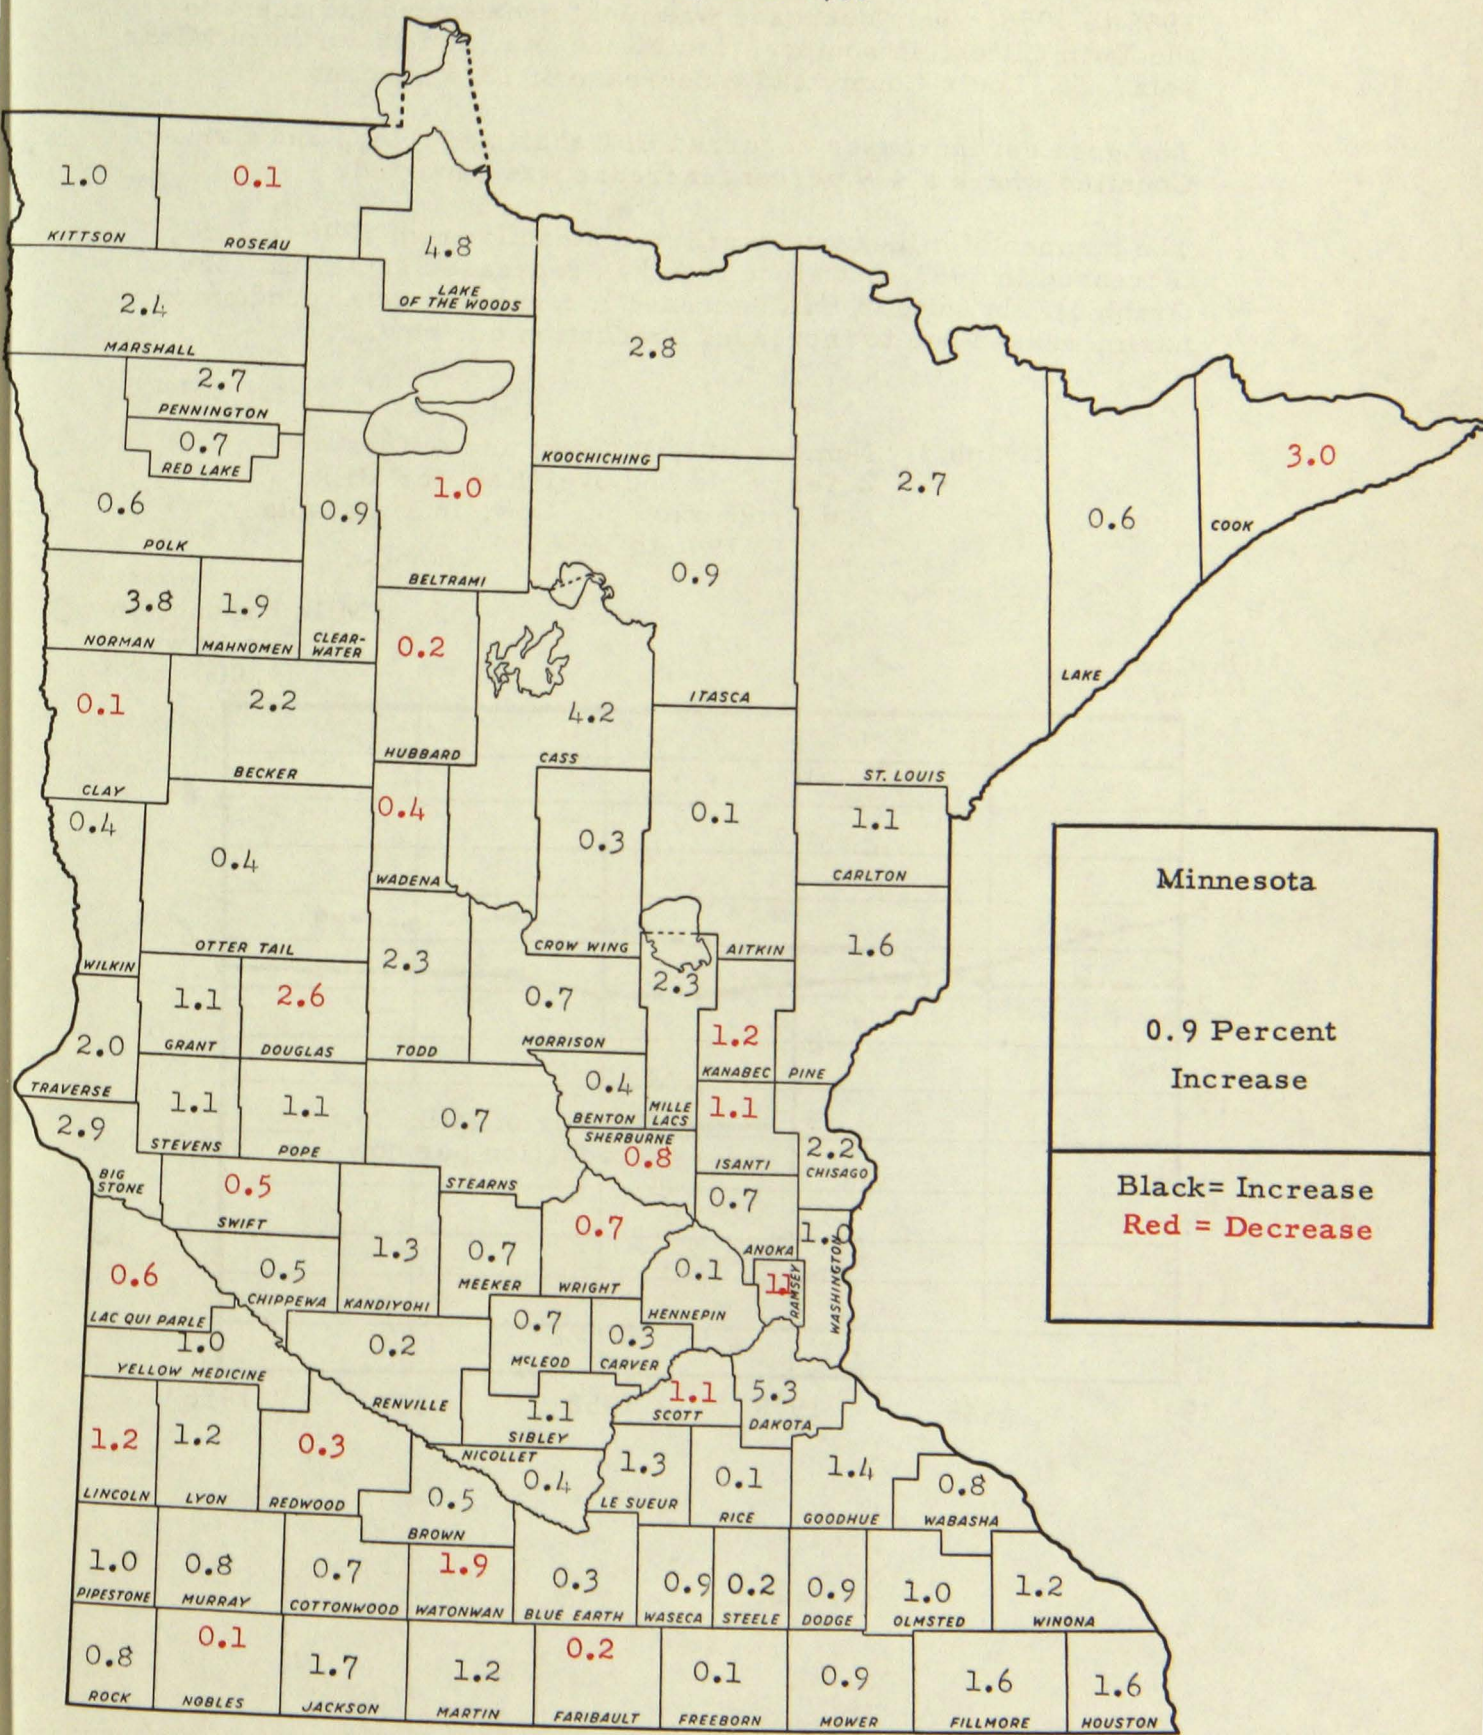 1.0
KITTSON
0.1
ROSEAU
4.8
LAKE
OF THE WOODS
2.4
MARSHALL
2.7
PENNINGTON
0.7
RED LAKE
0.6
POLK
0.9
CLEAR-
WATER
1.0
BELTRAMI
2.8
KOOCHICHING
0.9
ITASCA
2.7
ST. LOUIS
0.6
LAKE
3.0
COOK
3.8
NORMAN
1.9
MAHNOMEN
0.2
HUBBARD
4.2
CASS
0.1
CLAY
2.2
BECKER
0.4
WILKIN
0.4
OTTER TAIL
0.4
WADENA
0.3
CROW WING
0.1
AITKIN
1.1
CARLTON
1.6
PINE
1.1
GRANT
2.6
DOUGLAS
2.3
TODD
0.7
MORRISON
2.3
MILLE
LACS
1.2
KANABEC
2.0
TRAVERSE
1.1
STEVENS
1.1
POPE
0.7
STEARNS
0.4
BENTON
SHERBURNE
0.8
1.1
ISANTI
2.2
CHISAGO
2.9
BIG
STONE
0.5
SWIFT
1.3
KANDIYOHI
0.7
MEEKER
0.7
WRIGHT
0.7
ANOKA
1.0
WASHINGTON
0.6
LAC QUI PARLE
0.5
CHIPPEWA
0.1
HENNEPIN
RAMSEY
1.0
YELLOW MEDICINE
0.2
RENVILLE
0.7
McLEOD
0.3
CARVER
1.1
SCOTT
5.3
DAKOTA
1.2
LINCOLN
1.2
LYON
0.3
REDWOOD
1.1
SIBLEY
NICOLLET
0.4
0.5
BROWN
1.3
LE SUEUR
0.1
RICE
1.4
GOODHUE
0.8
WABASHA
1.0
PIPESTONE
0.8
MURRAY
0.7
COTTONWOOD
1.9
WATONWAN
0.3
BLUE EARTH
0.9
WASECA
0.2
STEELE
0.9
DODGE
1.0
OLMSTED
1.2
WINONA
0.8
ROCK
0.1
NOBLES
1.7
JACKSON
1.2
MARTIN
0.2
FARIBAULT
0.1
FREEBORN
0.9
MOWER
1.6
FILLMORE
1.6
HOUSTON
Minnesota
0.9 Percent
Increase
Black= Increase
Red = Decrease